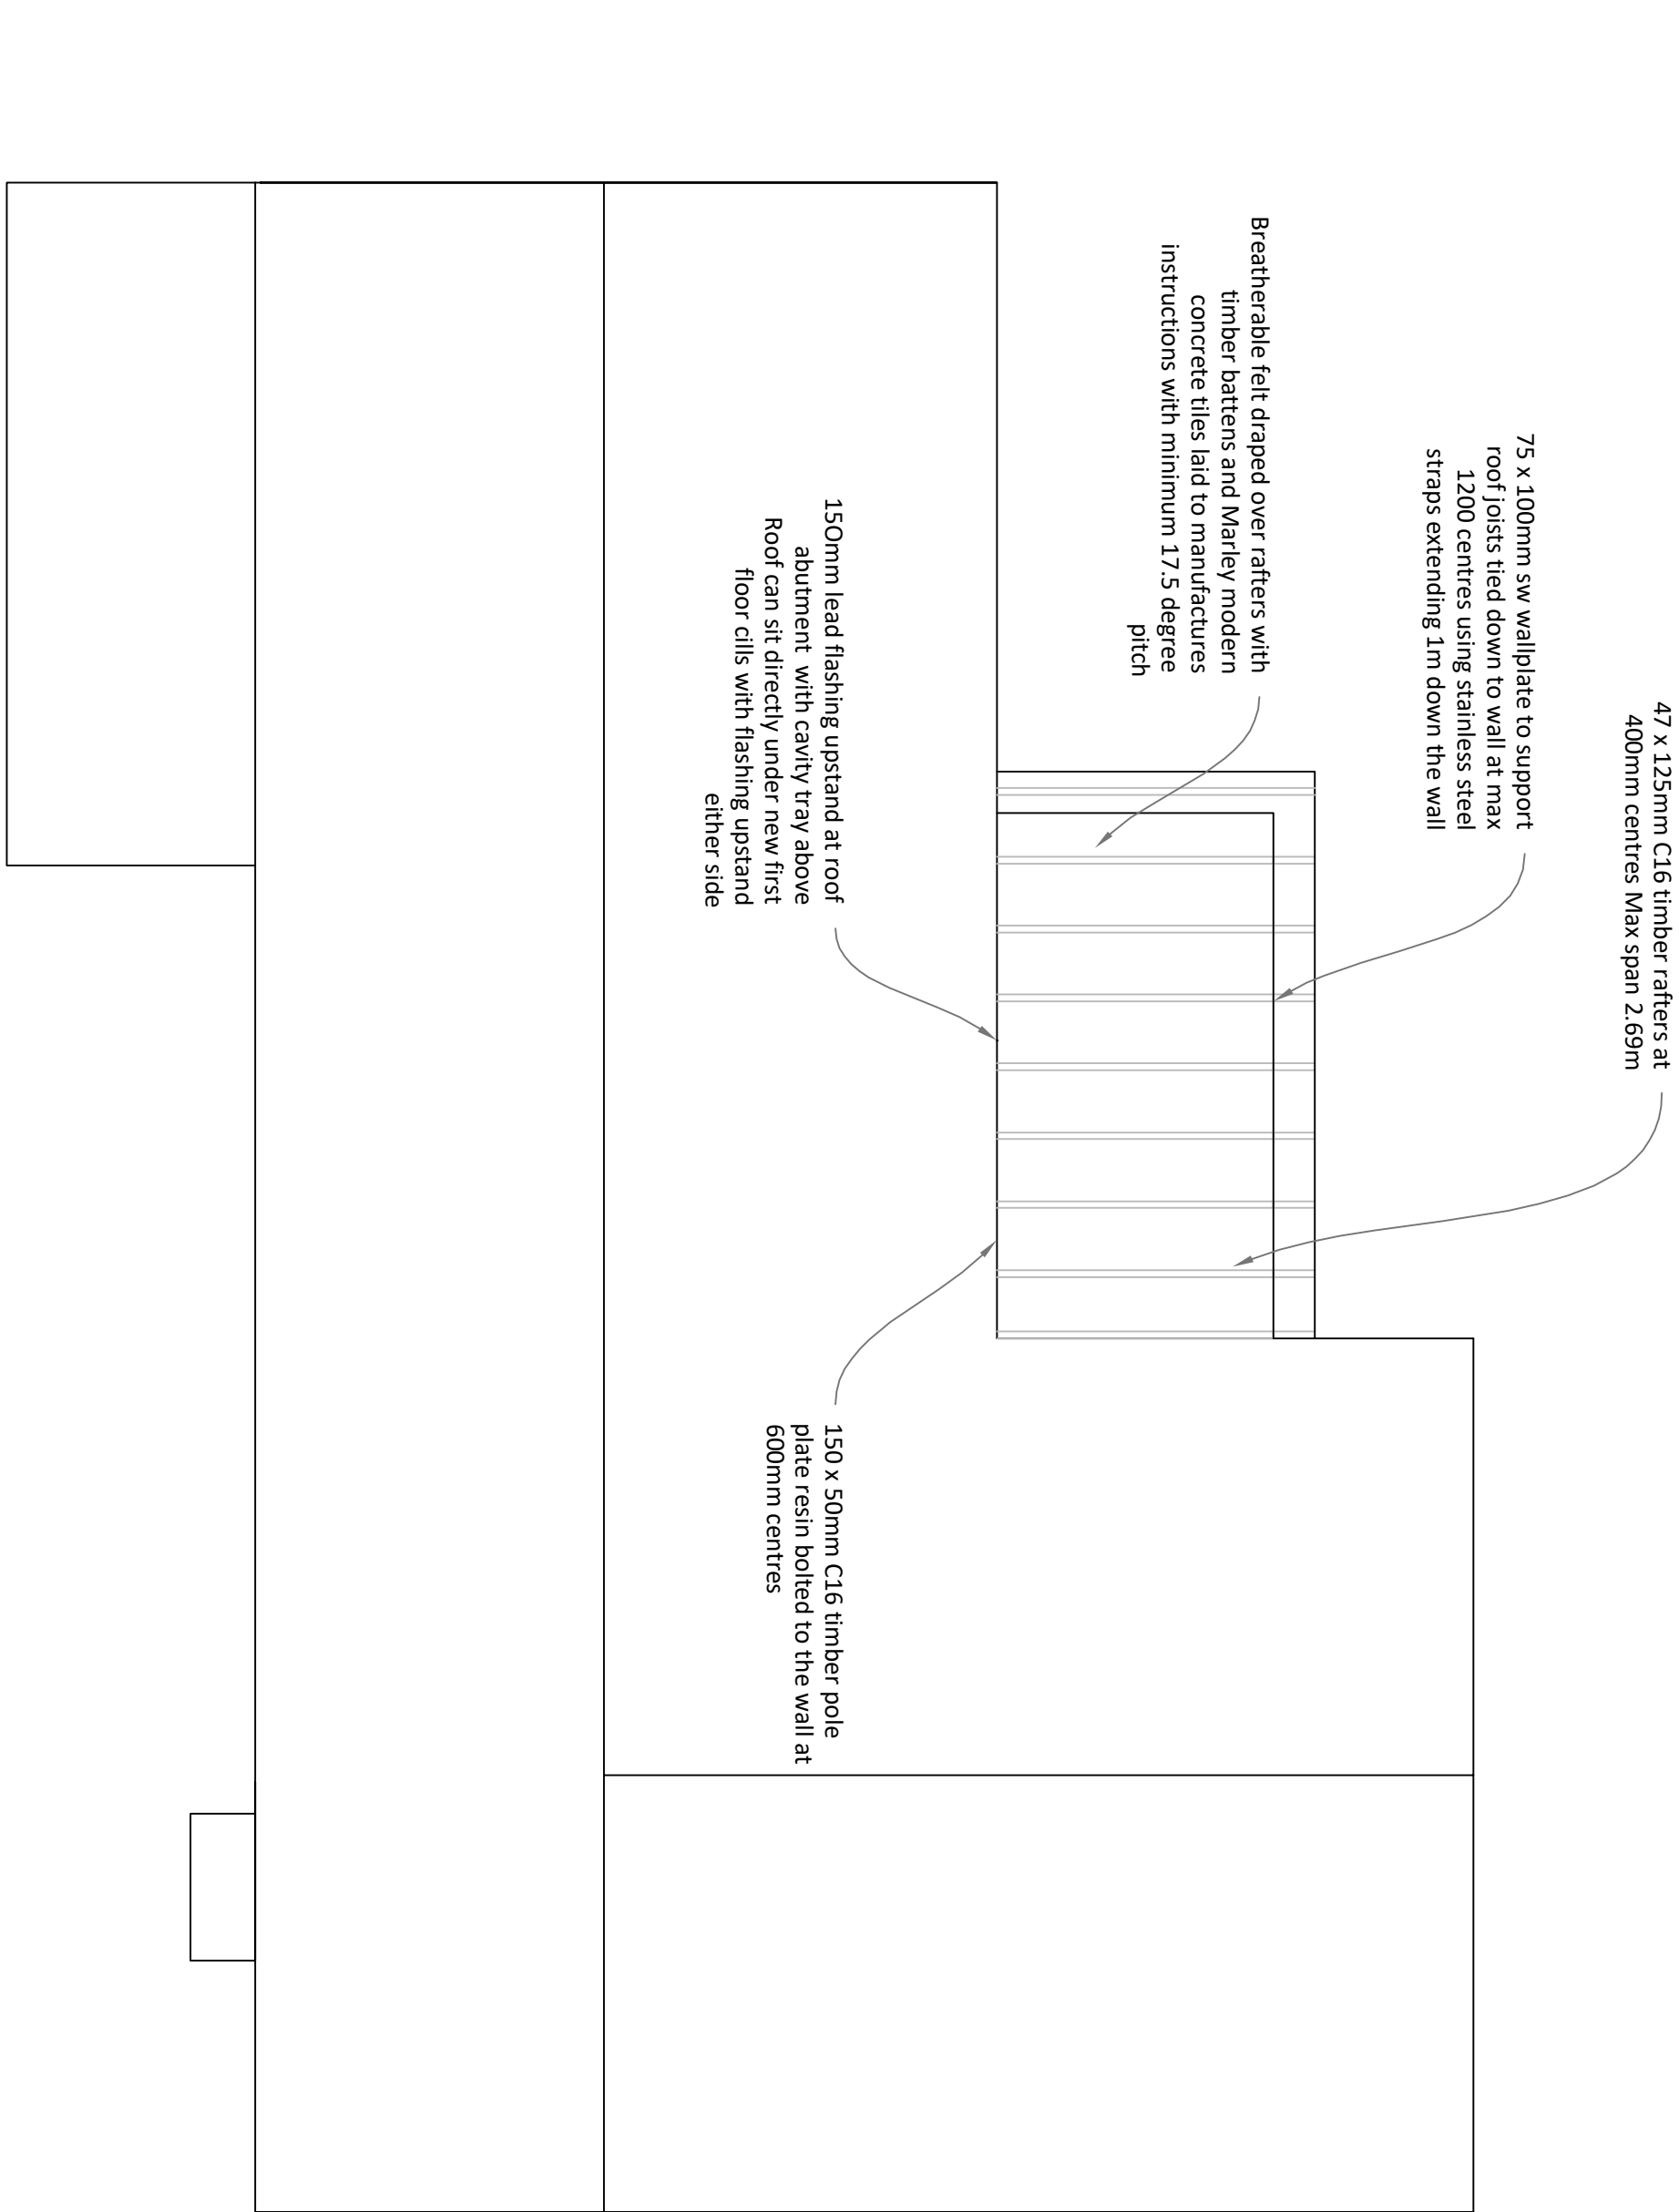 47 x 125mm C16 timber rafters at
400mm centres Max span 2.69m
75 x 100mm sw wallplate to support
roof joists tied down to wall at max
1200 centres using stainless steel
straps extending 1m down the wall
Breatherable felt draped over rafters with
timber battens and Marley modern
concrete tiles laid to manufactures
instructions with minimum 17.5 degree
pitch
15Omm lead flashing upstand at roof
abutment with cavity tray above
Roof can sit directly under new first
floor cills with flashing upstand
either side
150 x 50mm C16 timber pole
plate resin bolted to the wall at
600mm centres